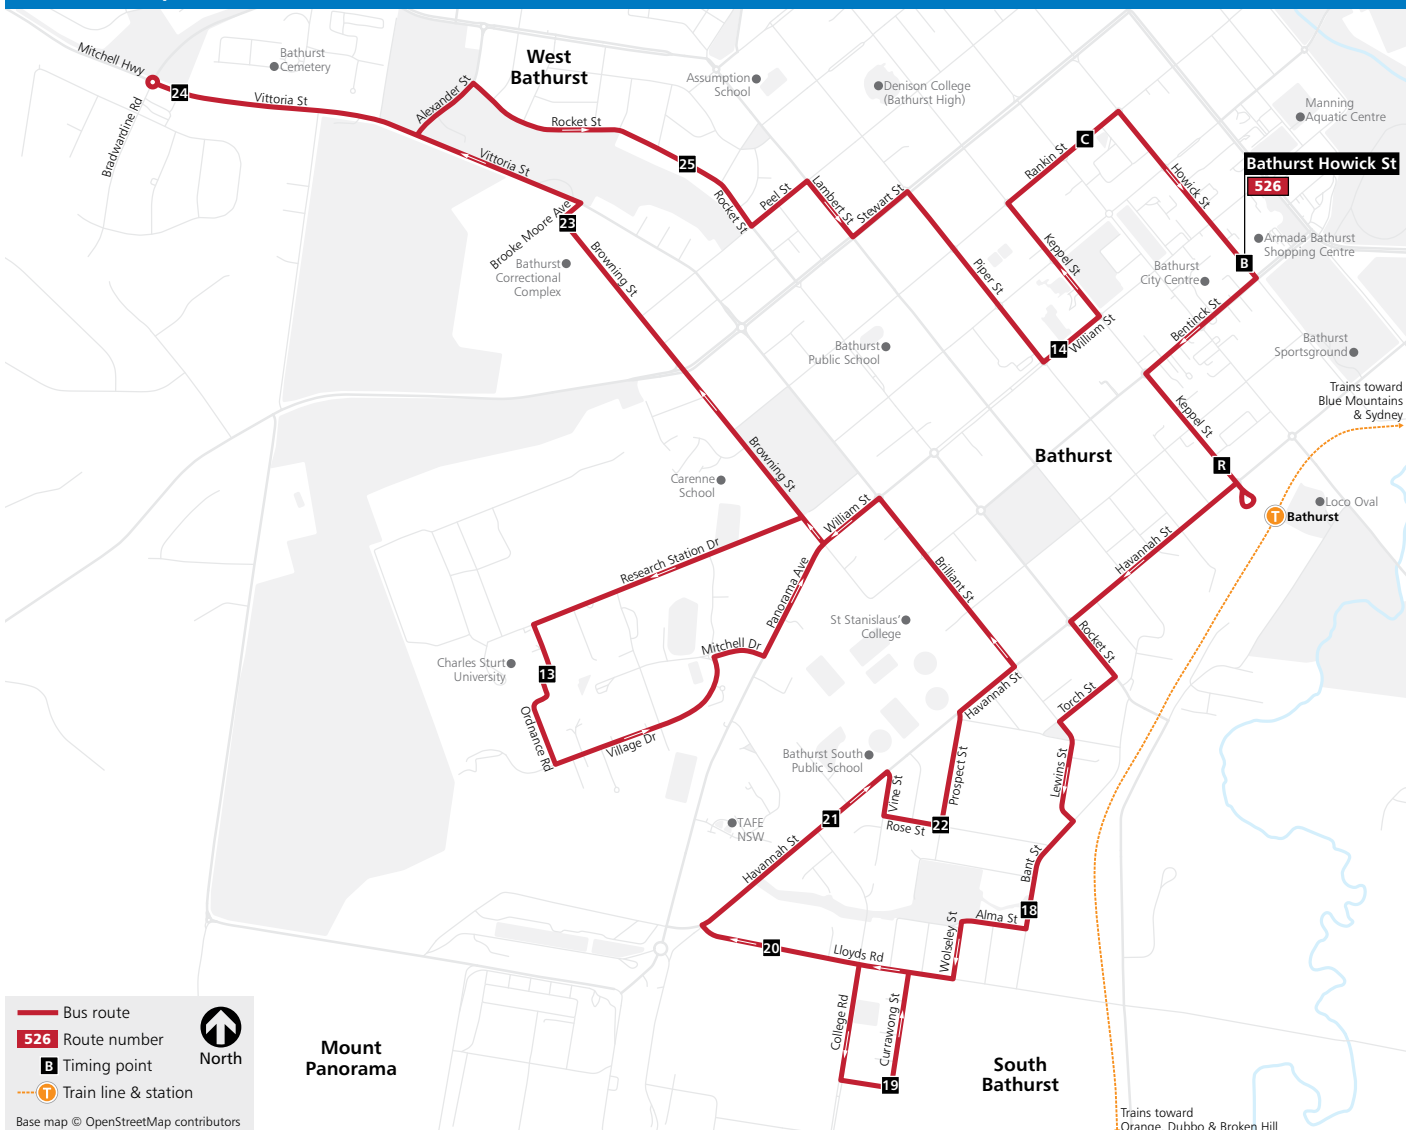 Mitchell Hwy
Bradwardine Rd
24
Vittoria St
Bathurst
Cemetery
Alexander St
West
Bathurst
Rocket St
Vittoria St
25
Rocket St
Peel St
Lambert St
Stewart St
Assumption
School
Denison College
(Bathurst High)
Manning
Aquatic Centre
Rankin St
C
Howick St
Bathurst Howick St
526
Armada Bathurst
Shopping Centre
B
Bathurst
City Centre
Keppel St
Piper St
14
William St
Bentinck St
Bathurst
Sportsground
Trains toward
Blue Mountains
& Sydney
Brooke Moore Ave
23
Bathurst
Correctional
Complex
Browning St
Bathurst
Public School
Keppel St
R
Bathurst
Loco Oval
T
Bathurst
Browning St
Carenne
School
William St
Research Station Dr
Panorama Ave
Brilliant St
Havannah St
St Stanislaus’
College
Rocket St
Mitchell Dr
Charles Sturt
University
13
Ordnance Rd
Village Dr
Havannah St
Torch St
Bathurst South
Public School
Prospect St
Lewins St
Vine St
21
Rose St
22
TAFE
NSW
Havannah St
Bant St
18
Alma St
Wolseley St
20
Lloyds Rd
College Rd
Currawong St
19
South
Bathurst
Mount
Panorama
Bus route
526
Route number
B
Timing point
T
Train line & station
North
Base map © OpenStreetMap contributors
Trains toward
Orange, Dubbo & Broken Hill